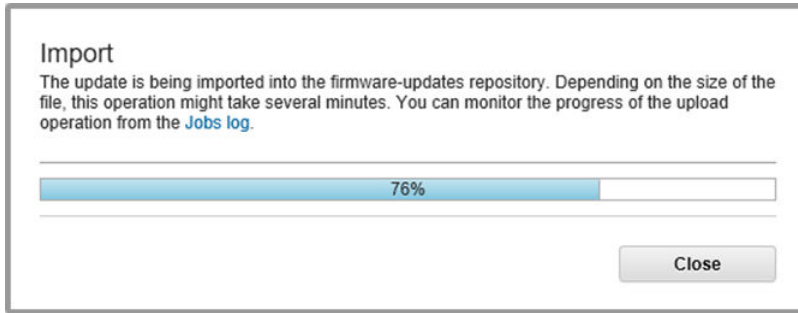 Import
The update is being imported into the firmware-updates repository. Depending on the size of the
file, this operation might take several minutes. You can monitor the progress of the upload
operation from the Jobs log.
76%
Close